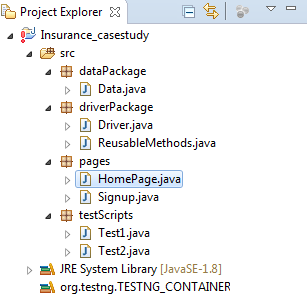 Project Explorer
Insurance_casestudy
src
dataPackage
Data.java
driverPackage
Driver.java
ReusableMethods.java
pages
HomePage.java
Signup.java
testScripts
Test1.java
Test2.java
JRE System Library [JavaSE-1.8]
org.testng.TESTNG_CONTAINER